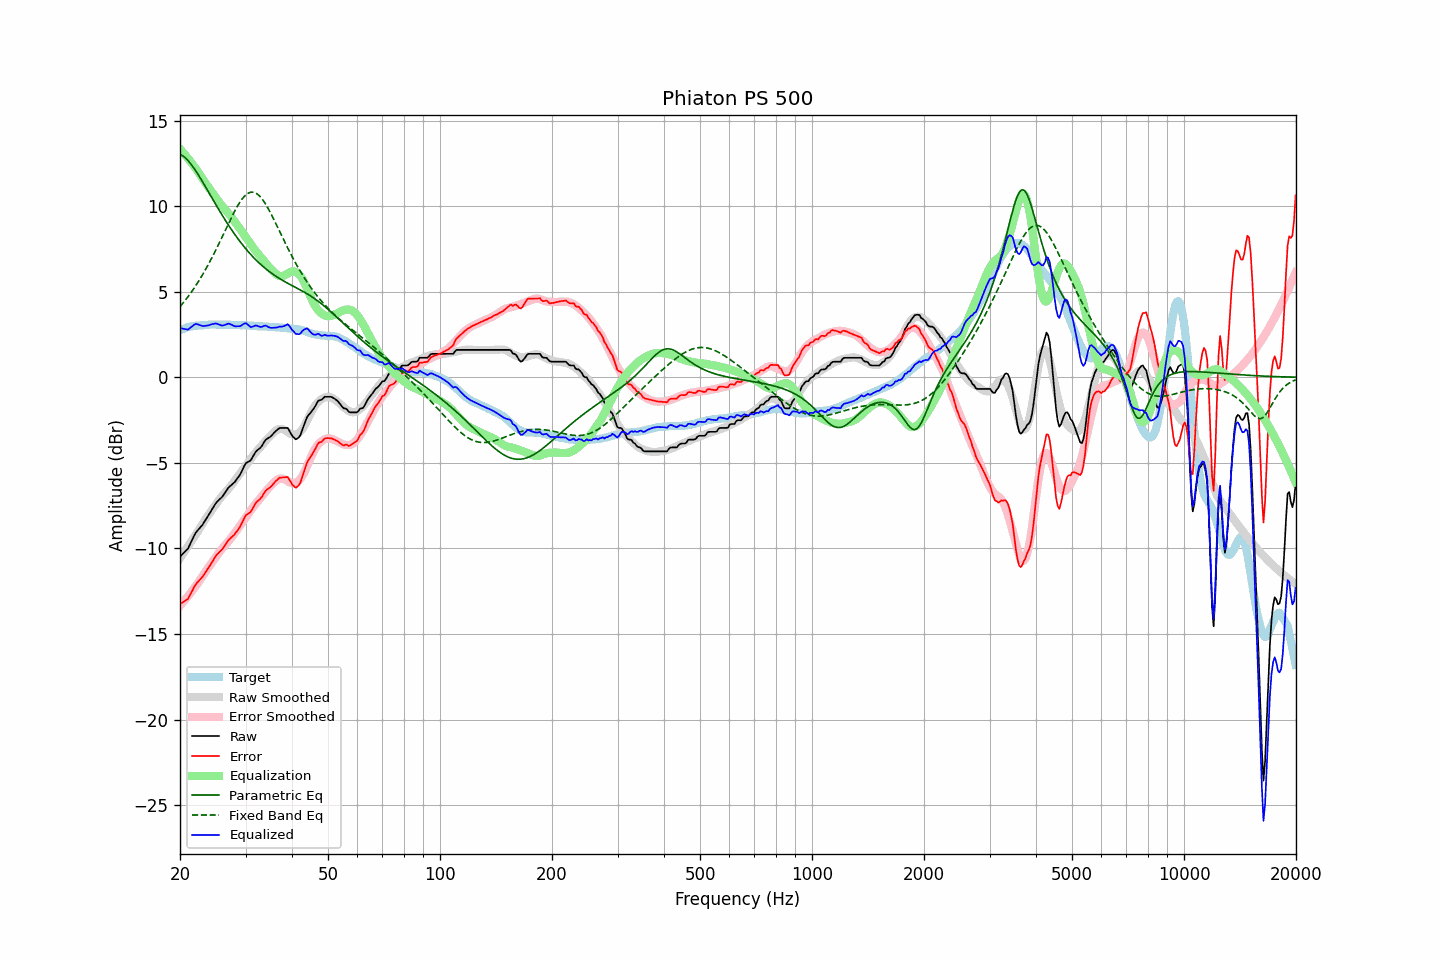 Phiaton PS 500
15
10
5
0
−5
−10
−15
−20
−25
Amplitude (dBr)
Target
Raw Smoothed
Error Smoothed
Raw
Error
Equalization
Parametric Eq
Fixed Band Eq
Equalized
20 50 100 200 500 1000 2000 5000 10000 20000
Frequency (Hz)